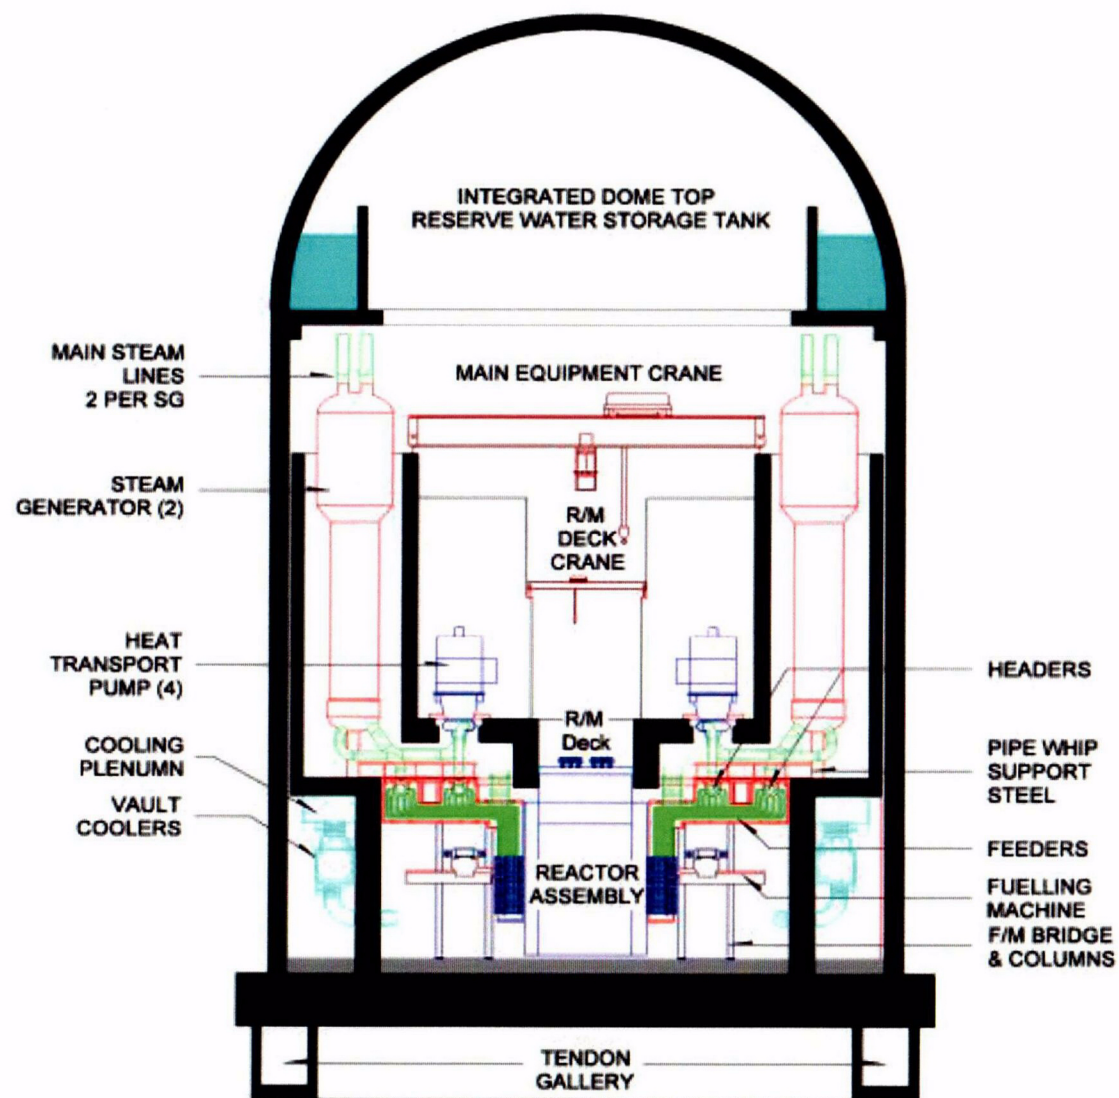 INTEGRATED DOME TOP
RESERVE WATER STORAGE TANK
MAIN STEAM
LINES
2 PER SG
MAIN EQUIPMENT CRANE
STEAM
GENERATOR (2)
R/M
DECK
CRANE
HEAT
TRANSPORT
PUMP (4)
HEADERS
R/M
Deck
COOLING
PLENUMN
PIPE WHIP
SUPPORT
STEEL
VAULT
COOLERS
FEEDERS
REACTOR
ASSEMBLY
FUELLING
MACHINE
F/M BRIDGE
& COLUMNS
TENDON
GALLERY